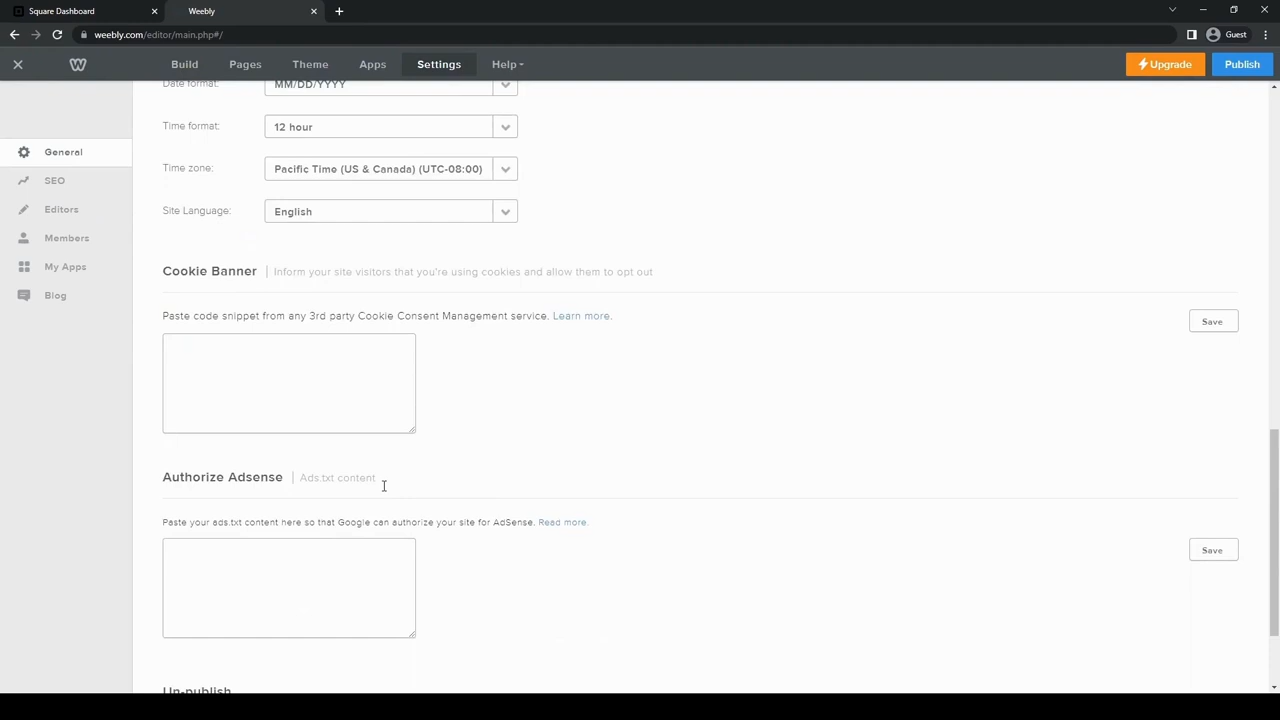 Square Dashboard
Weebly
weebly.com/editor/main.php#/
Guest
Build Pages Theme Apps Settings Help
Upgrade
Publish
Date format: MM/DD/YYYY
Time format: 12 hour
Time zone: Pacific Time (US & Canada) (UTC-08:00)
Site Language: English
General
SEO
Editors
Members
My Apps
Blog
Cookie Banner | Inform your site visitors that you're using cookies and allow them to opt out
Paste code snippet from any 3rd party Cookie Consent Management service. Learn more.
Save
Authorize Adsense | Ads.txt content
Paste your ads.txt content here so that Google can authorize your site for AdSense. Read more.
Save
Un-publish